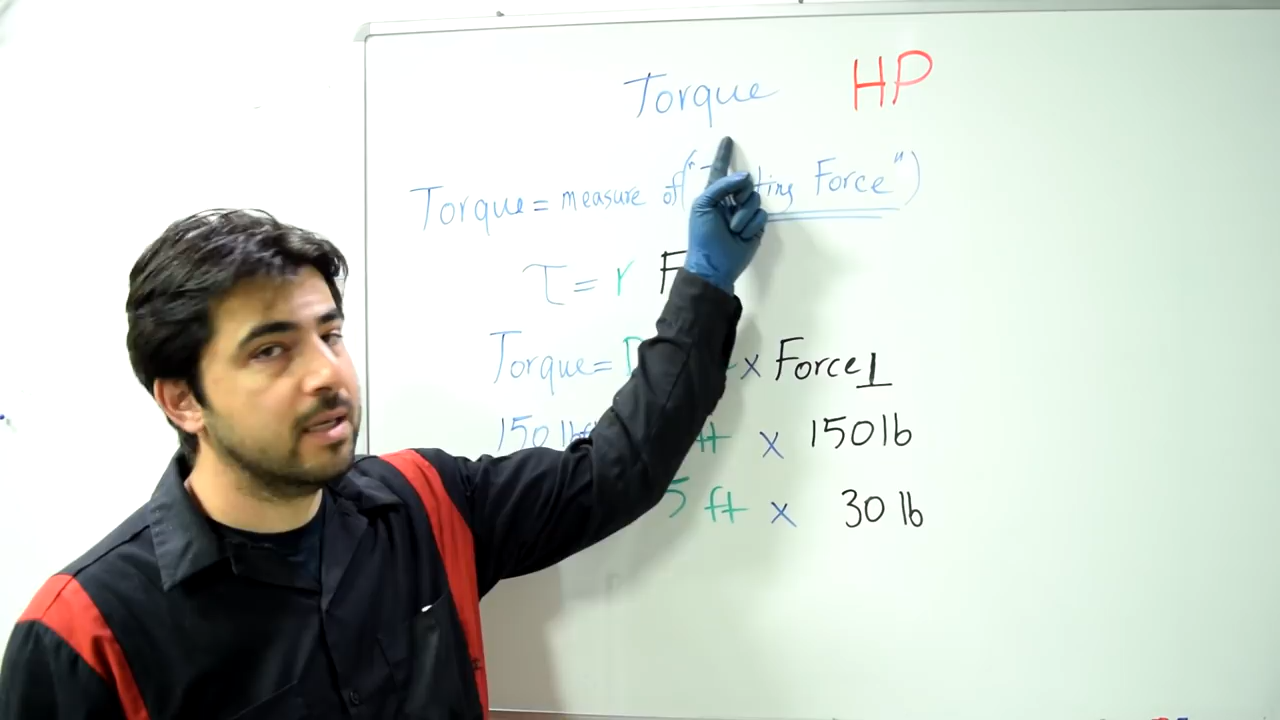 Torque HP
Torque = measure of ("ting Force")
τ = r F
Torque = D x Force⊥
150 lb ft x 150 lb
5 ft x 30 lb